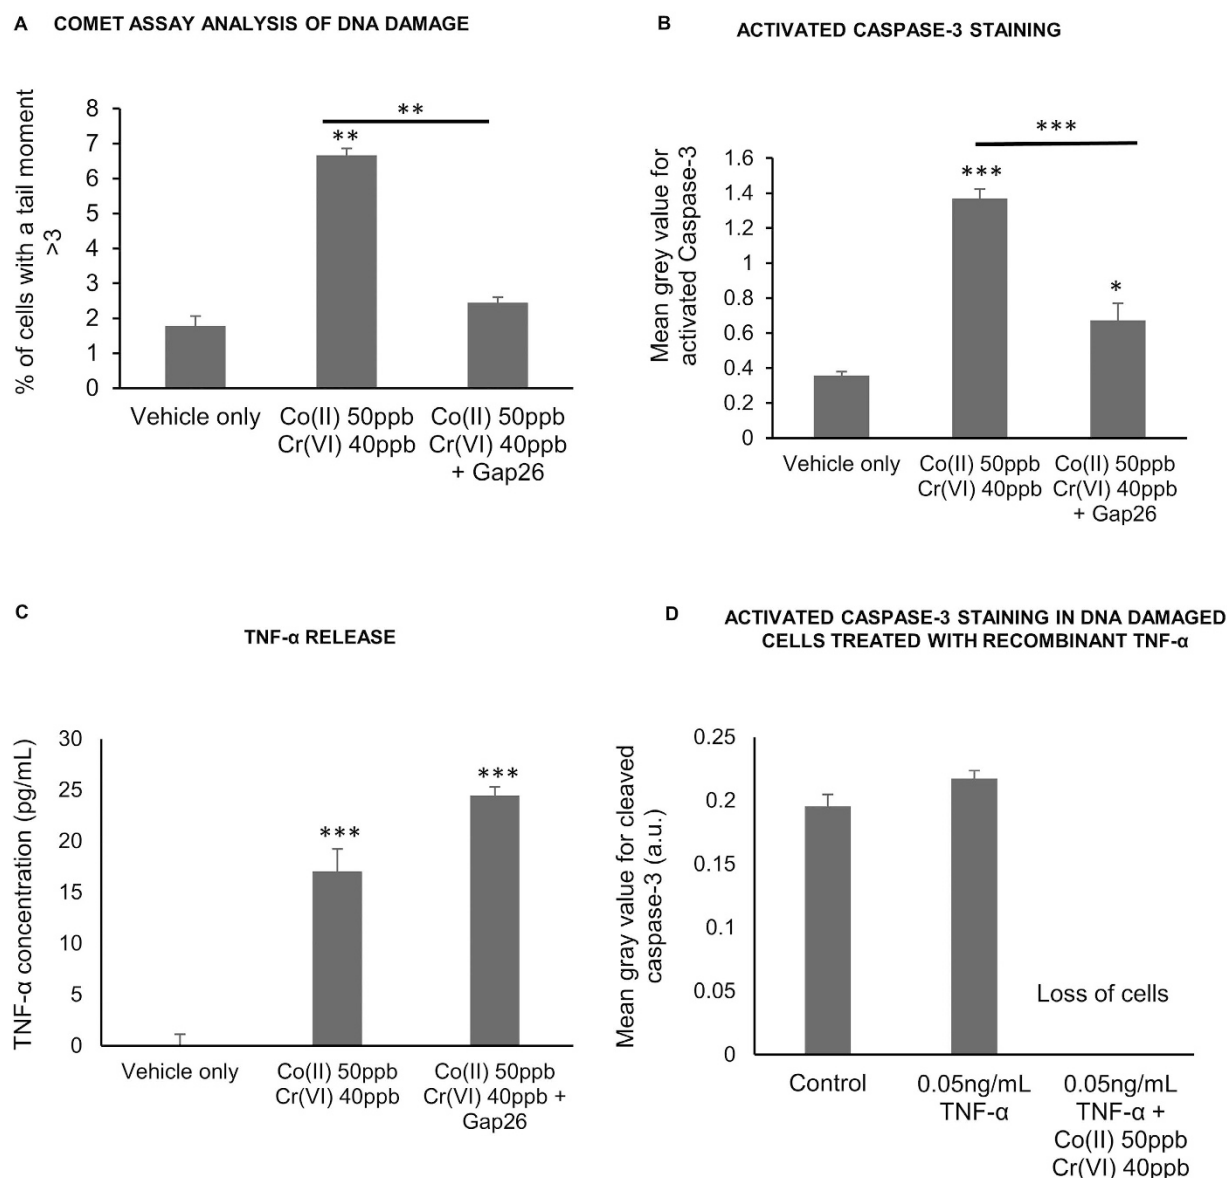 A COMET ASSAY ANALYSIS OF DNA DAMAGE
% of cells with a tail moment
>3
8
7
6
5
4
3
2
1
0
**
**
Vehicle only
Co(II) 50ppb
Cr(VI) 40ppb
Co(II) 50ppb
Cr(VI) 40ppb
+ Gap26
B ACTIVATED CASPASE-3 STAINING
Mean grey value for
activated Caspase-3
1.6
1.4
1.2
1
0.8
0.6
0.4
0.2
0
***
***
*
Vehicle only
Co(II) 50ppb
Cr(VI) 40ppb
Co(II) 50ppb
Cr(VI) 40ppb
+ Gap26
C
TNF-α RELEASE
TNF-α concentration (pg/mL)
30
25
20
15
10
5
0
***
***
Vehicle only
Co(II) 50ppb
Cr(VI) 40ppb
Co(II) 50ppb
Cr(VI) 40ppb +
Gap26
D ACTIVATED CASPASE-3 STAINING IN DNA DAMAGED
CELLS TREATED WITH RECOMBINANT TNF-α
Mean gray value for cleaved
caspase-3 (a.u.)
0.25
0.2
0.15
0.1
0.05
0
Loss of cells
Control
0.05ng/mL
TNF-α
0.05ng/mL
TNF-α +
Co(II) 50ppb
Cr(VI) 40ppb